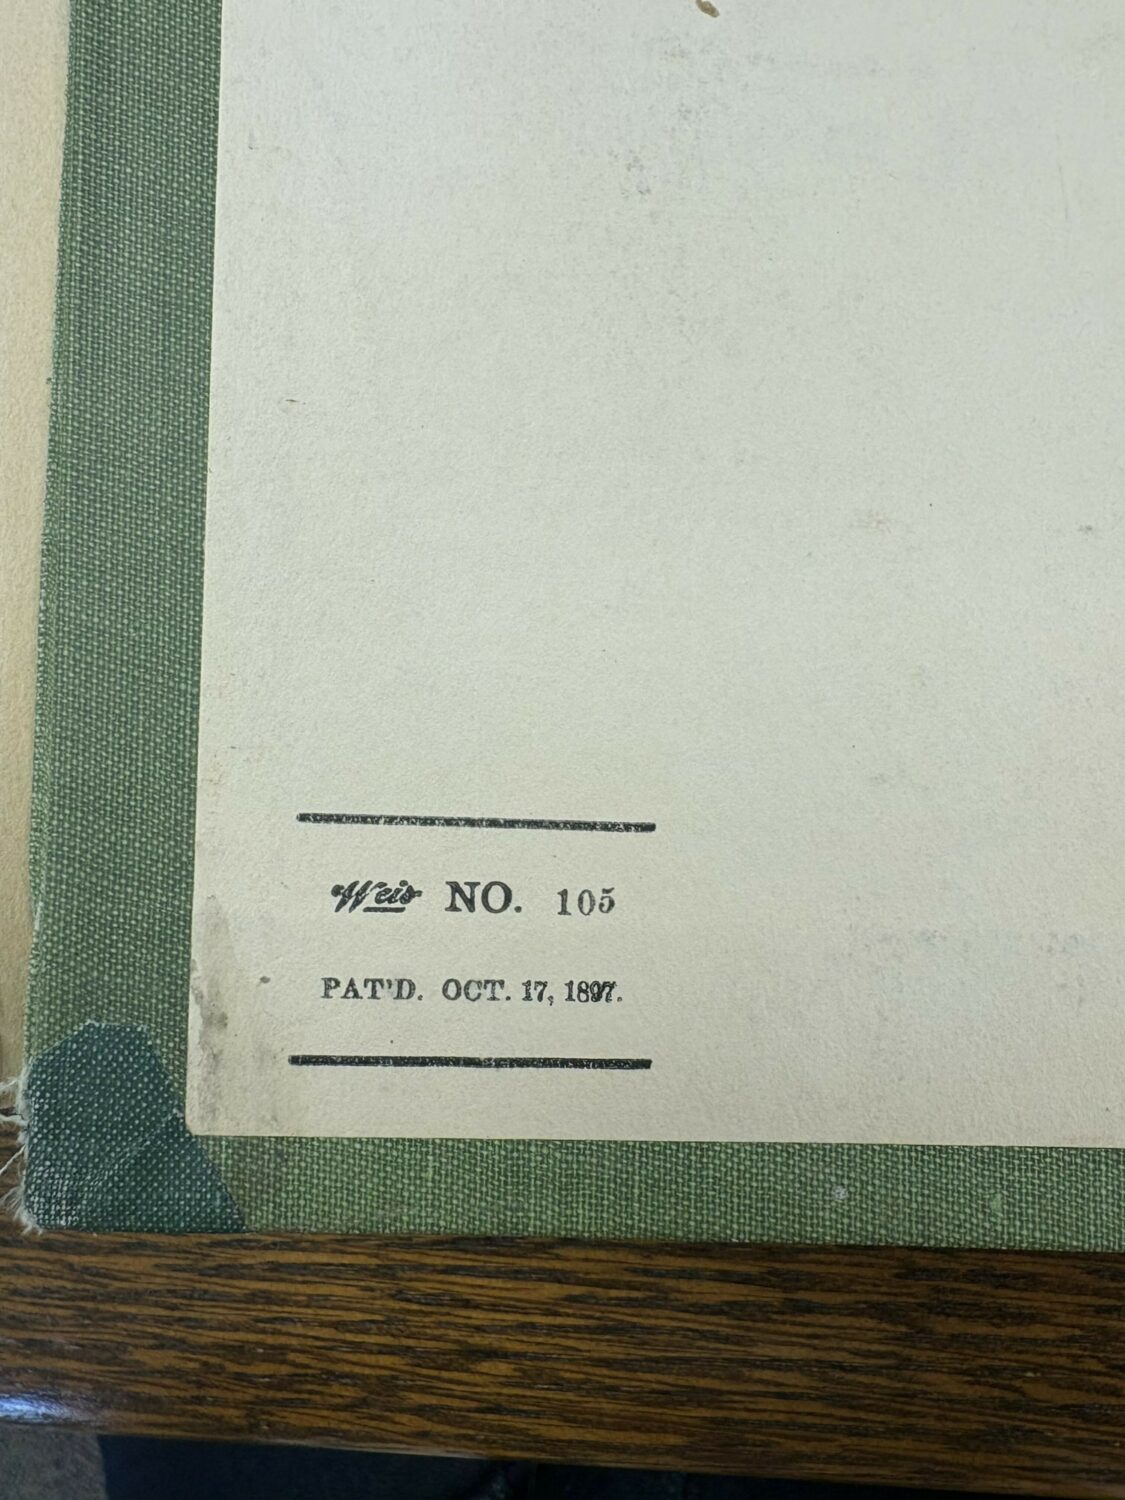 Weis NO. 105
PAT'D. OCT. 17, 1897.